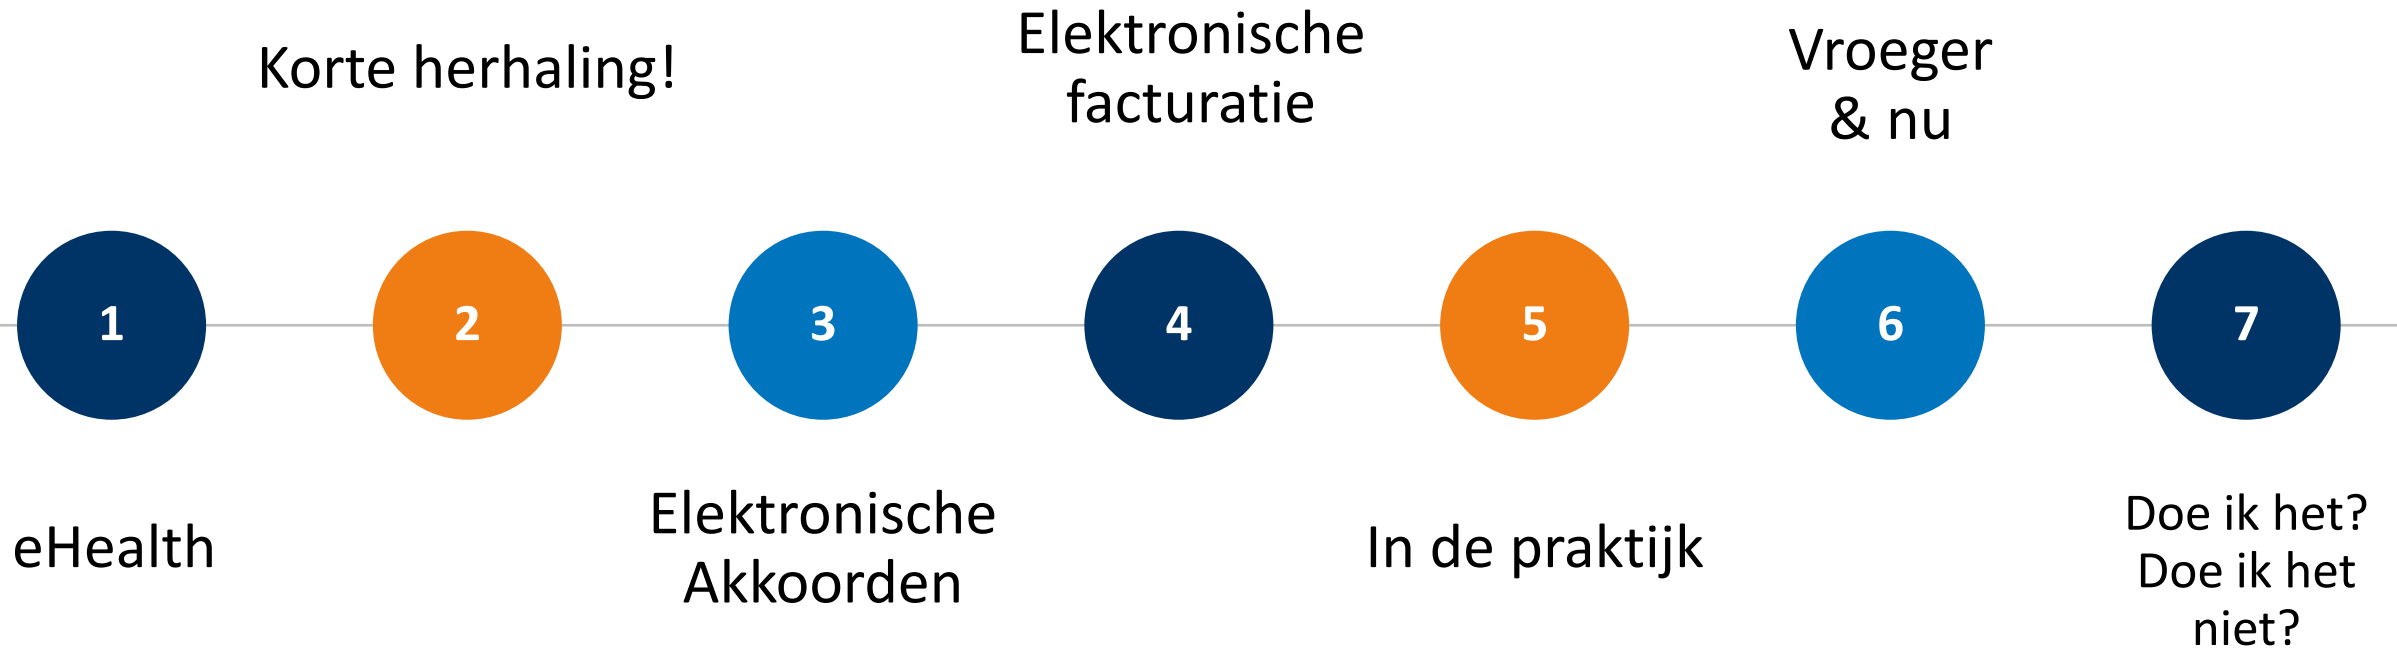 1
eHealth
2
Korte herhaling!
3
Elektronische
Akkoorden
4
Elektronische
facturatie
5
In de praktijk
6
Vroeger
& nu
7
Doe ik het?
Doe ik het
niet?